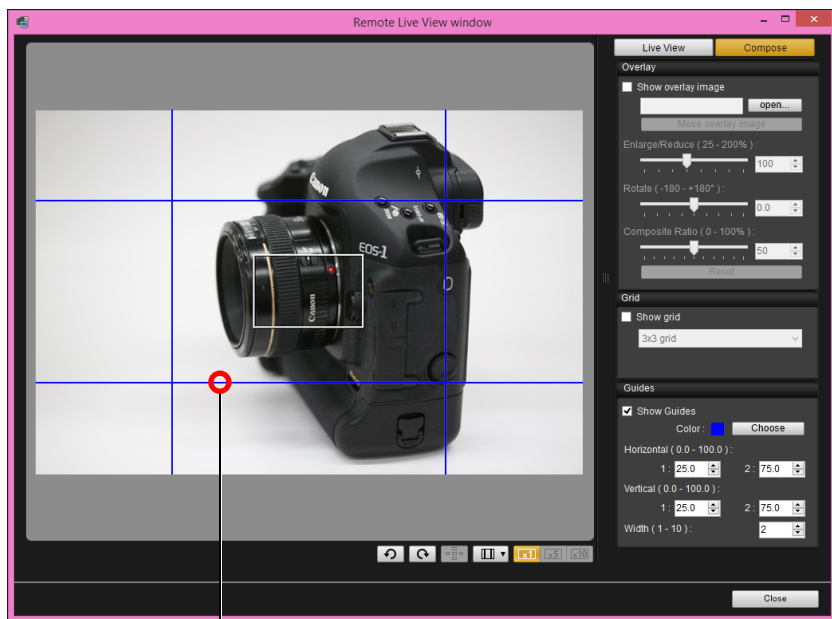 Remote Live View window
Live View Compose
Overlay
Show overlay image
open...
Move overlay image
Enlarge/Reduce ( 25 - 200% ) :
100
Rotate ( -180 - +180° ) :
0.0
Composite Ratio ( 0 - 100% ) :
50
Reset
Grid
Show grid
3x3 grid
Guides
Show Guides
Color : Choose
Horizontal ( 0.0 - 100.0 ) :
1 : 25.0 2 : 75.0
Vertical ( 0.0 - 100.0 ) :
1 : 25.0 2 : 75.0
Width ( 1 - 10 ) : 2
x1 x5 x10
Close
Canon
EOS-1
Canon